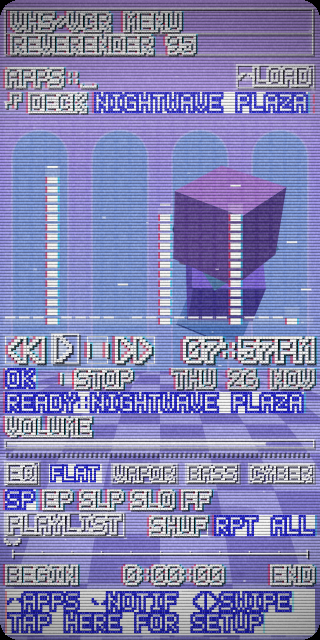 VHS/VCR MENU
REWERENDER '95
APPS:._ LOAD
DECK NIGHTWAVE PLAZA
07:57PM
OK STOP THU 26 NOV
READY:NIGHTWAVE PLAZA
VOLUME
EQ FLAT VAPOR BASS CYBER
SP EP SLP SLO FF
PLAYLIST SHUF RPT ALL
BEGIN 0:00:00 END
APPS NOTIF SWIPE
TAP HERE FOR SETUP